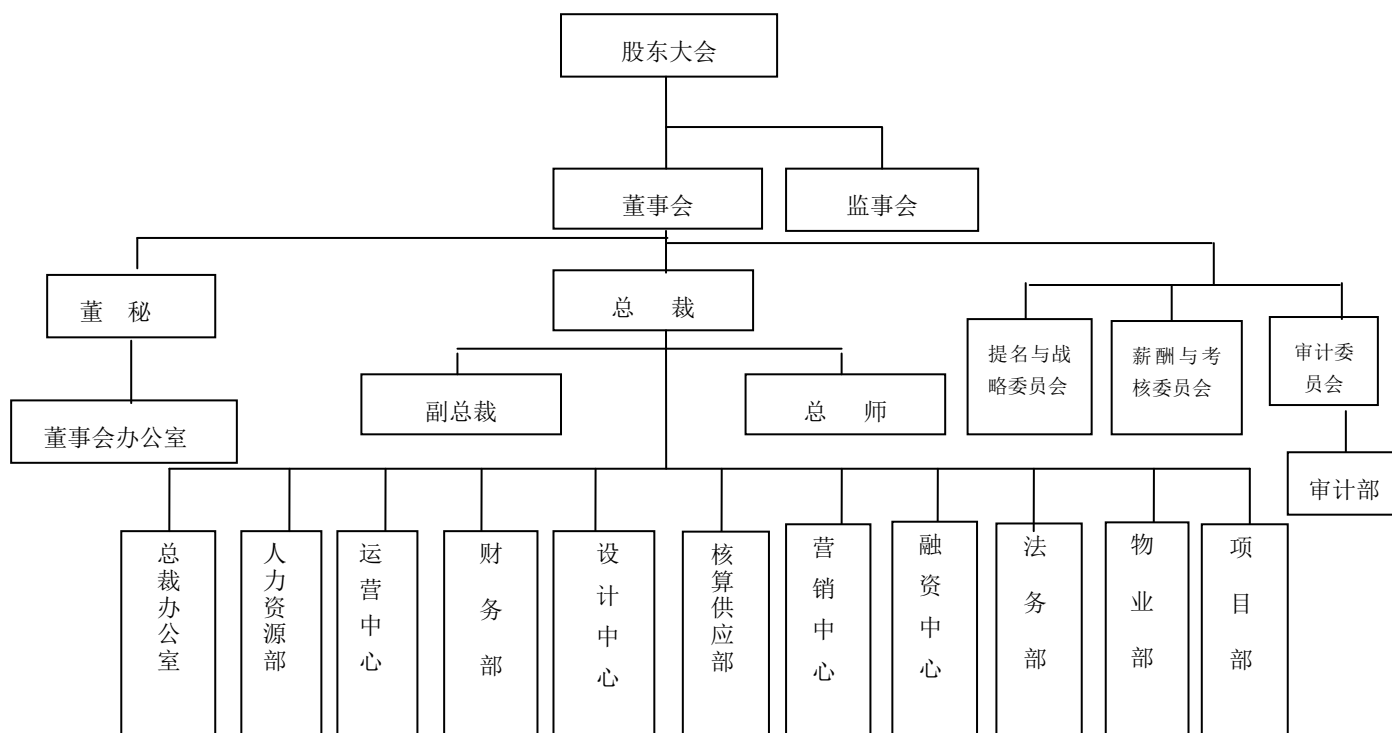 股东大会
董事会
监事会
董 秘
总 裁
提名与战
略委员会
薪酬与考
核委员会
审计委
员会
副总裁
总 师
董事会办公室
审计部
总裁办公室
人力资源部
运营中心
财务部
设计中心
核算供应部
营销中心
融资中心
法务部
物业部
项目部